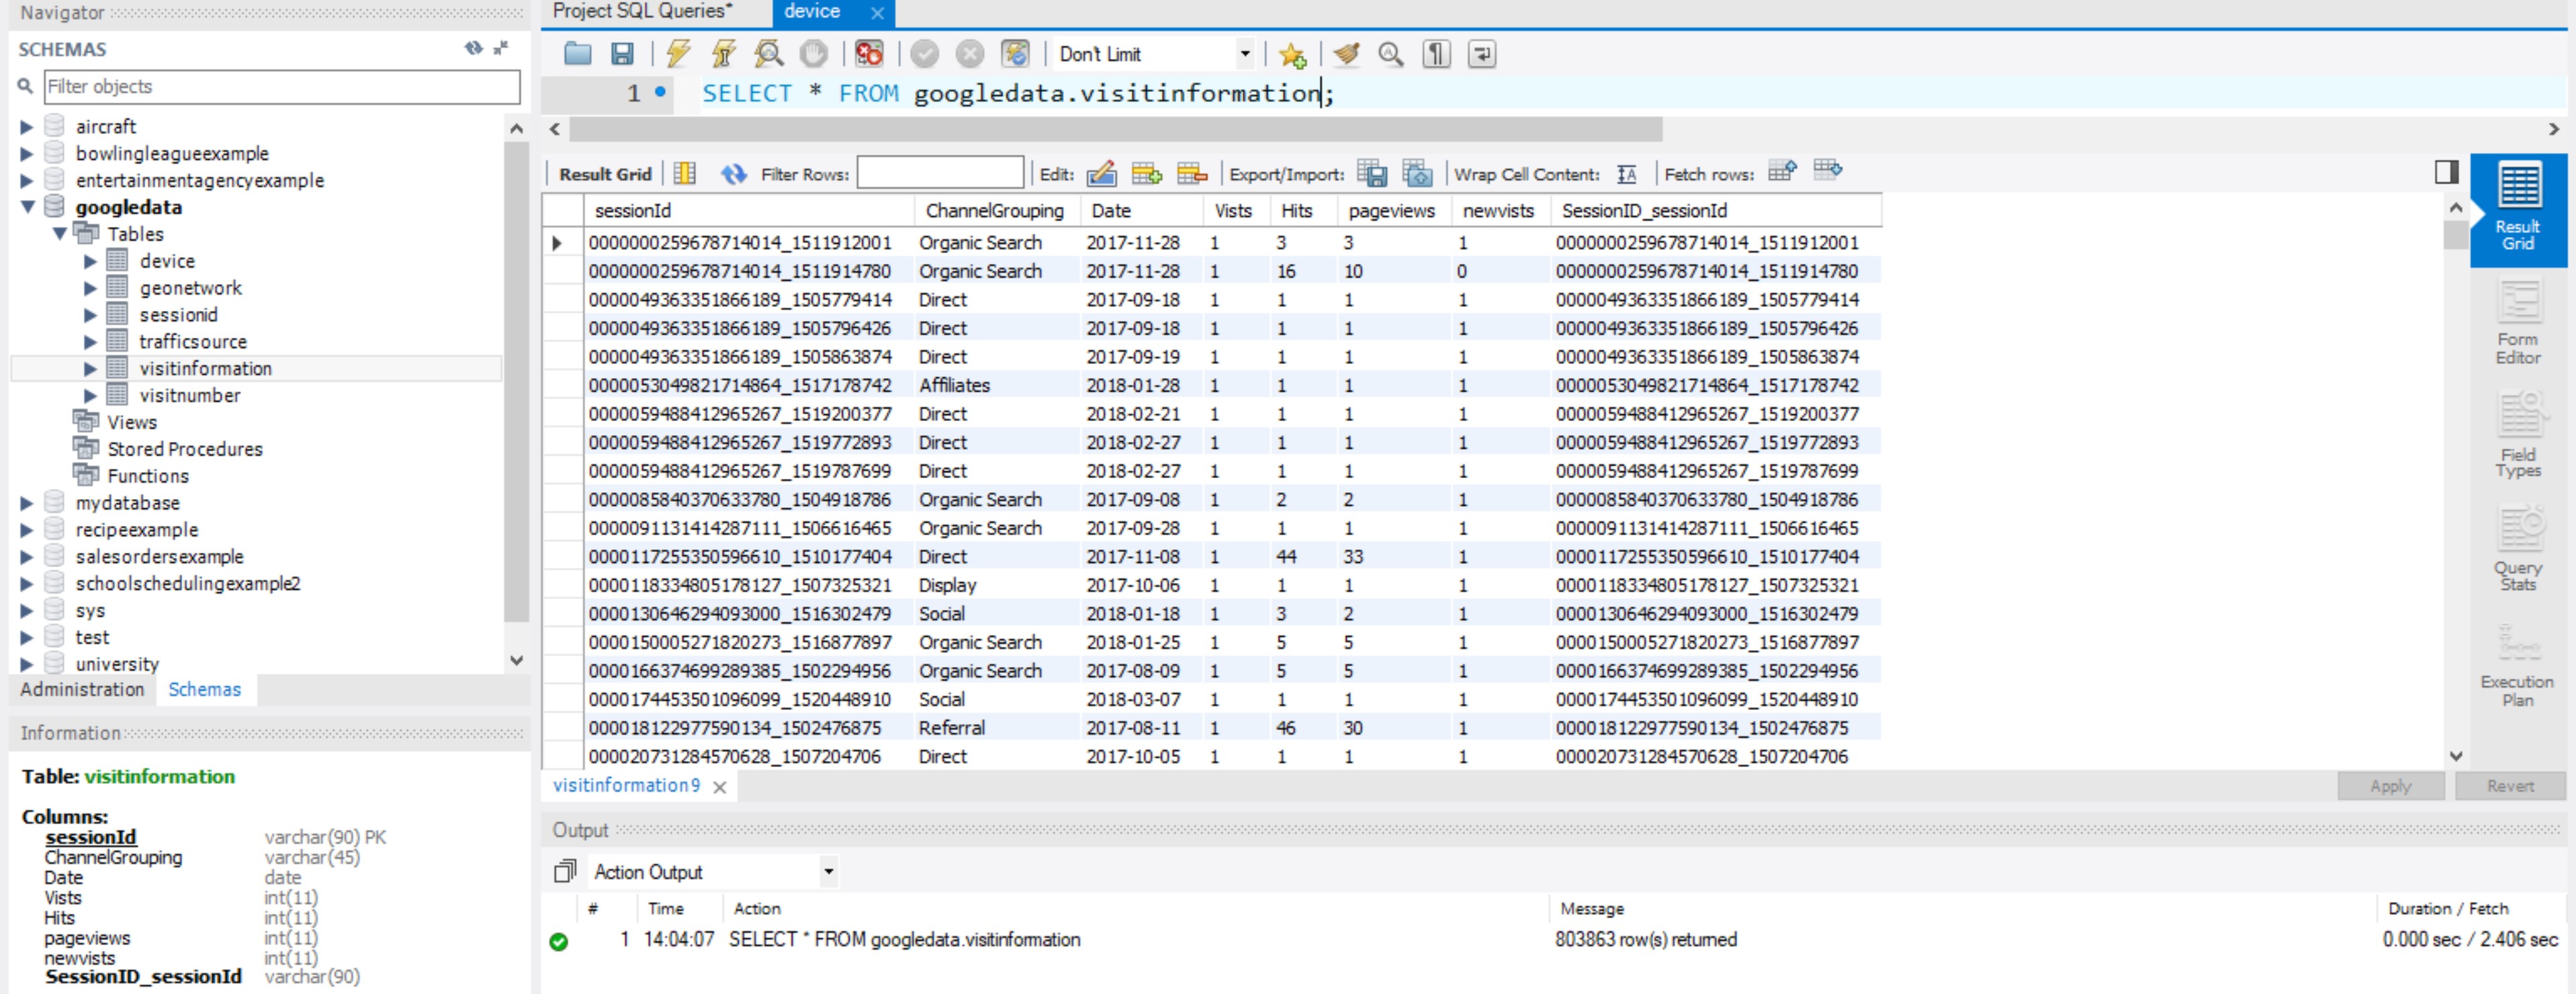 Navigator
SCHEMAS
Filter objects
aircraft
bowlingleagueexample
entertainmentagencyexample
googledata
Tables
device
geonetwork
sessionid
trafficsource
visitinformation
visitnumber
Views
Stored Procedures
Functions
mydatabase
recipeexample
salesordersexample
schoolschedulingexample2
sys
test
university
Administration Schemas
Information
Table: visitinformation
Columns:
sessionId varchar(90) PK
ChannelGrouping varchar(45)
Date date
Vists int(11)
Hits int(11)
pageviews int(11)
newvists int(11)
SessionID_sessionId varchar(90)
Project SQL Queries* device
Don't Limit
1 SELECT * FROM googledata.visitinformation;
Result Grid Filter Rows: Edit: Export/Import: Wrap Cell Content: Fetch rows:
sessionId ChannelGrouping Date Vists Hits pageviews newvists SessionID_sessionId
0000000259678714014_1511912001 Organic Search 2017-11-28 1 3 3 1 0000000259678714014_1511912001
0000000259678714014_1511914780 Organic Search 2017-11-28 1 16 10 0 0000000259678714014_1511914780
0000049363351866189_1505779414 Direct 2017-09-18 1 1 1 1 0000049363351866189_1505779414
0000049363351866189_1505796426 Direct 2017-09-18 1 1 1 1 0000049363351866189_1505796426
0000049363351866189_1505863874 Direct 2017-09-19 1 1 1 1 0000049363351866189_1505863874
0000053049821714864_1517178742 Affiliates 2018-01-28 1 1 1 1 0000053049821714864_1517178742
0000059488412965267_1519200377 Direct 2018-02-21 1 1 1 1 0000059488412965267_1519200377
0000059488412965267_1519772893 Direct 2018-02-27 1 1 1 1 0000059488412965267_1519772893
0000059488412965267_1519787699 Direct 2018-02-27 1 1 1 1 0000059488412965267_1519787699
0000085840370633780_1504918786 Organic Search 2017-09-08 1 2 2 1 0000085840370633780_1504918786
0000091131414287111_1506616465 Organic Search 2017-09-28 1 1 1 1 0000091131414287111_1506616465
0000117255350596610_1510177404 Direct 2017-11-08 1 44 33 1 0000117255350596610_1510177404
0000118334805178127_1507325321 Display 2017-10-06 1 1 1 1 0000118334805178127_1507325321
0000130646294093000_1516302479 Social 2018-01-18 1 3 2 1 0000130646294093000_1516302479
0000150005271820273_1516877897 Organic Search 2018-01-25 1 5 5 1 0000150005271820273_1516877897
0000166374699289385_1502294956 Organic Search 2017-08-09 1 5 5 1 0000166374699289385_1502294956
0000174453501096099_1520448910 Social 2018-03-07 1 1 1 1 0000174453501096099_1520448910
000018122977590134_1502476875 Referral 2017-08-11 1 46 30 1 000018122977590134_1502476875
000020731284570628_1507204706 Direct 2017-10-05 1 1 1 1 000020731284570628_1507204706
Result
Grid
Form
Editor
Field
Types
Query
Stats
Execution
Plan
visitinformation9 Apply Revert
Output
Action Output
# Time Action Message Duration / Fetch
1 14:04:07 SELECT * FROM googledata.visitinformation 803863 row(s) returned 0.000 sec / 2.406 sec